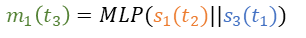 m₁(t₃) = MLP(s₁(t₂)||s₃(t₁))